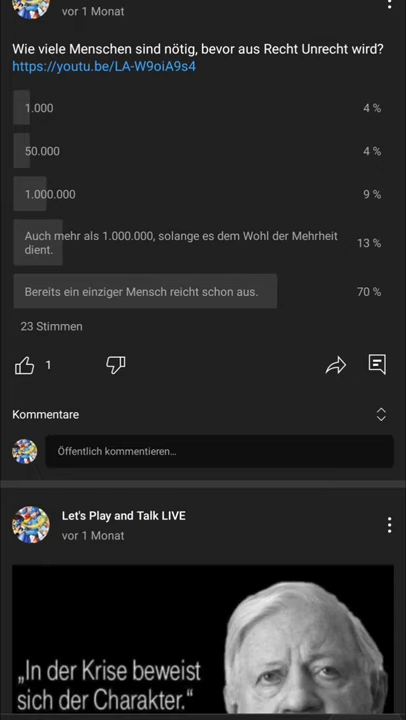 vor 1 Monat
Wie viele Menschen sind nötig, bevor aus Recht Unrecht wird?
https://youtu.be/LA-W9oiA9s4
1.000 4 %
50.000 4 %
1.000.000 9 %
Auch mehr als 1.000.000, solange es dem Wohl der Mehrheit
dient. 13 %
Bereits ein einziger Mensch reicht schon aus. 70 %
23 Stimmen
1
Kommentare
Öffentlich kommentieren…
Let's Play and Talk LIVE
vor 1 Monat
„In der Krise beweist
sich der Charakter.“